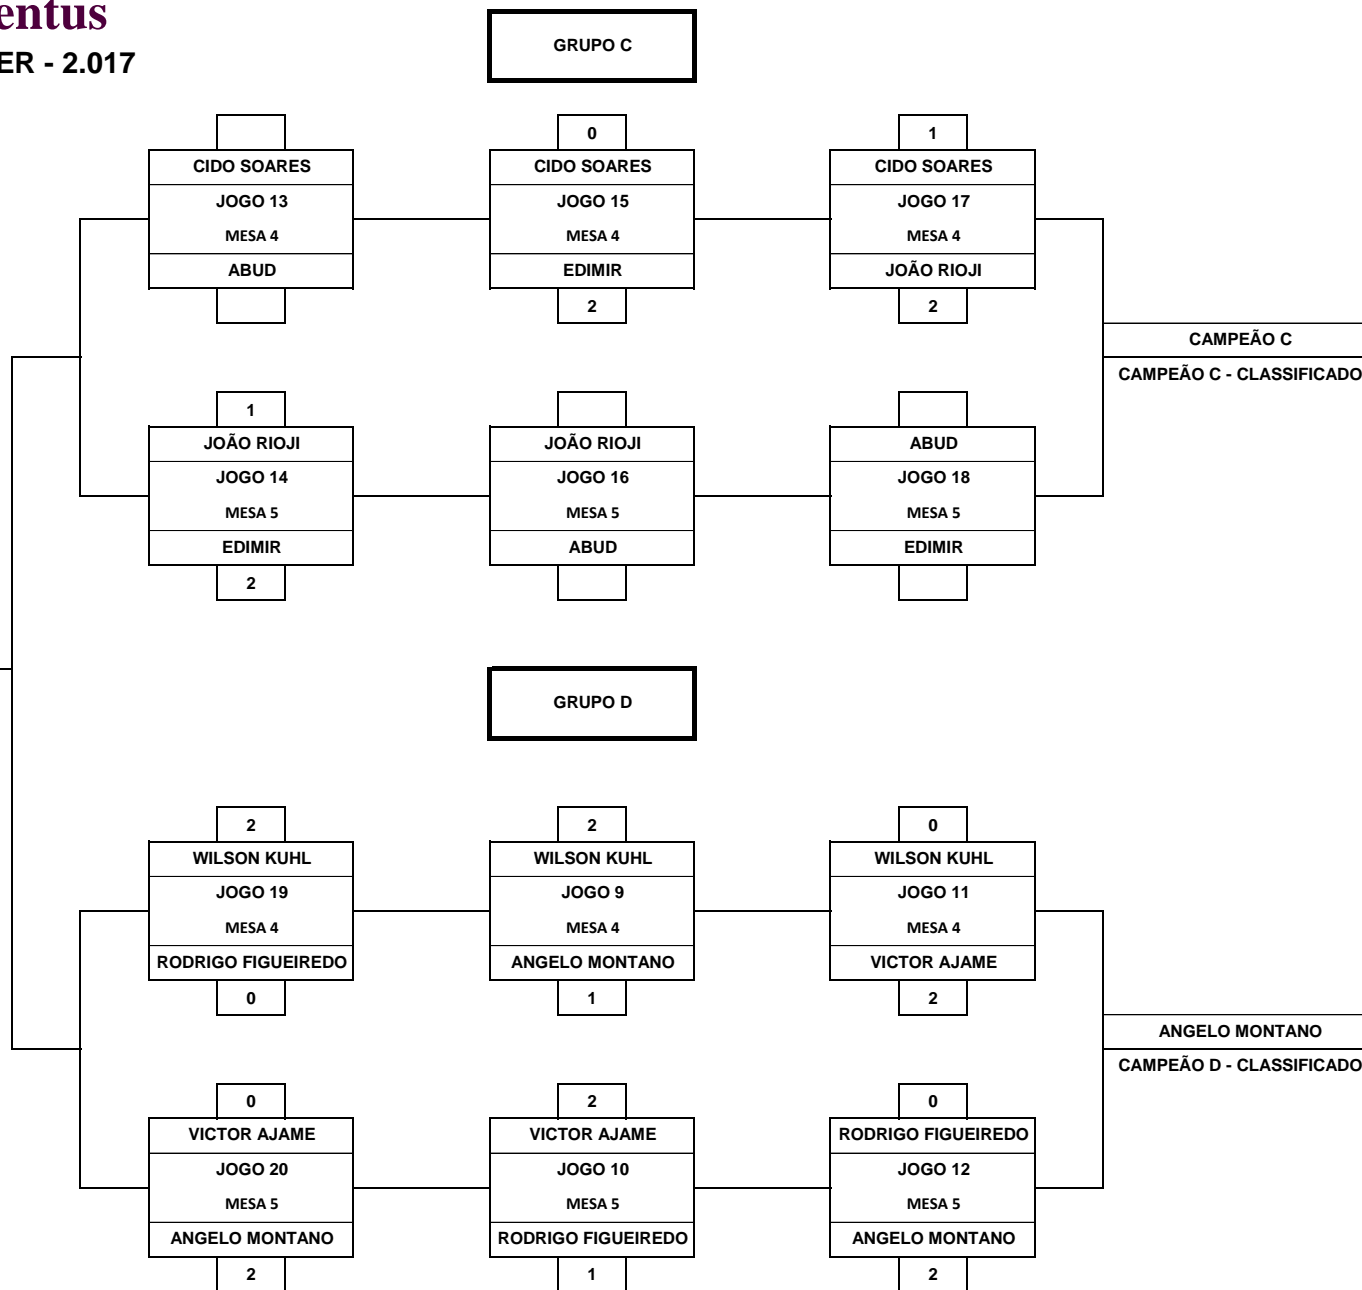 entus
ER - 2.017
GRUPO C
0
1
CIDO SOARES
CIDO SOARES
CIDO SOARES
JOGO 13
JOGO 15
JOGO 17
MESA 4
MESA 4
MESA 4
ABUD
EDIMIR
JOÃO RIOJI
2
2
CAMPEÃO C
CAMPEÃO C - CLASSIFICADO
1
JOÃO RIOJI
JOÃO RIOJI
ABUD
JOGO 14
JOGO 16
JOGO 18
MESA 5
MESA 5
MESA 5
EDIMIR
ABUD
EDIMIR
2
GRUPO D
2
2
0
WILSON KUHL
WILSON KUHL
WILSON KUHL
JOGO 19
JOGO 9
JOGO 11
MESA 4
MESA 4
MESA 4
RODRIGO FIGUEIREDO
ANGELO MONTANO
VICTOR AJAME
0
1
2
ANGELO MONTANO
CAMPEÃO D - CLASSIFICADO
0
2
0
VICTOR AJAME
VICTOR AJAME
RODRIGO FIGUEIREDO
JOGO 20
JOGO 10
JOGO 12
MESA 5
MESA 5
MESA 5
ANGELO MONTANO
RODRIGO FIGUEIREDO
ANGELO MONTANO
2
1
2